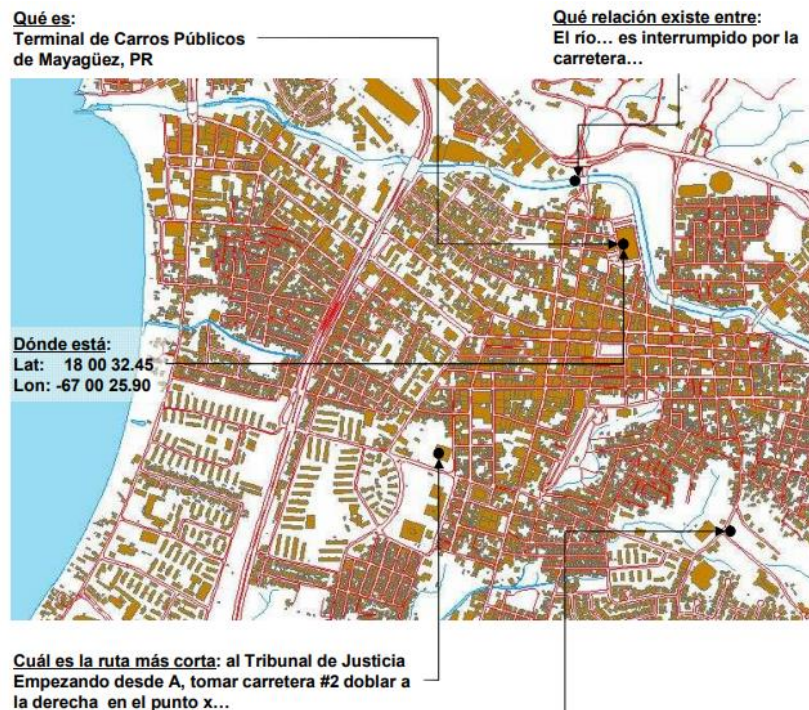 Qué es:
Terminal de Carros Públicos
de Mayagüez, PR
Qué relación existe entre:
El río... es interrumpido por la
carretera...
Dónde está:
Lat: 18 00 32.45
Lon: -67 00 25.90
Cuál es la ruta más corta: al Tribunal de Justicia
Empezando desde A, tomar carretera #2 doblar a
la derecha en el punto x...